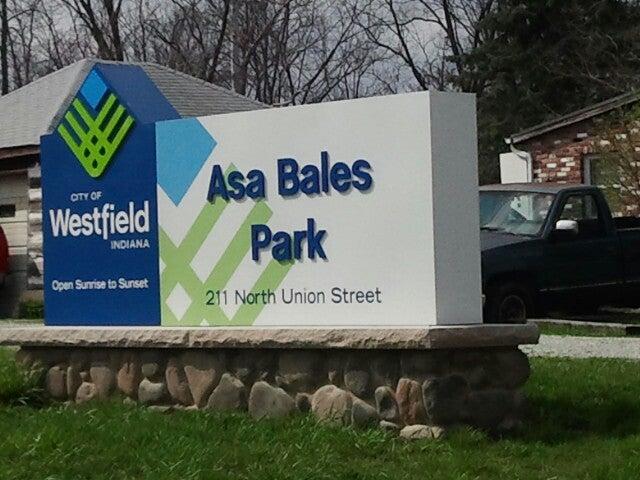 CITY OF
Westfield
INDIANA
Open Sunrise to Sunset
Asa Bales
Park
211 North Union Street